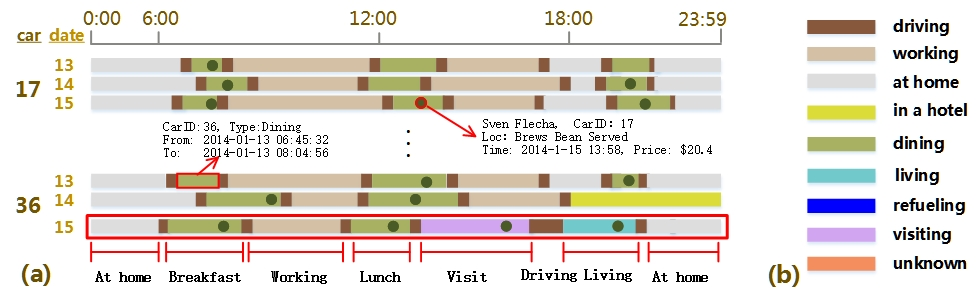 0:00 6:00 12:00 18:00 23:59
car date
13
17 14
15
CarID:36, Type:Dining
From: 2014-01-13 06:45:32
To: 2014-01-13 08:04:56
Sven Flecha, CarID: 17
Loc: Brews Bean Served
Time: 2014-1-15 13:58, Price: $20.4
13
36 14
15
At home Breakfast Working Lunch Visit Driving Living At home
(a)
driving
working
at home
in a hotel
dining
living
refueling
visiting
unknown
(b)